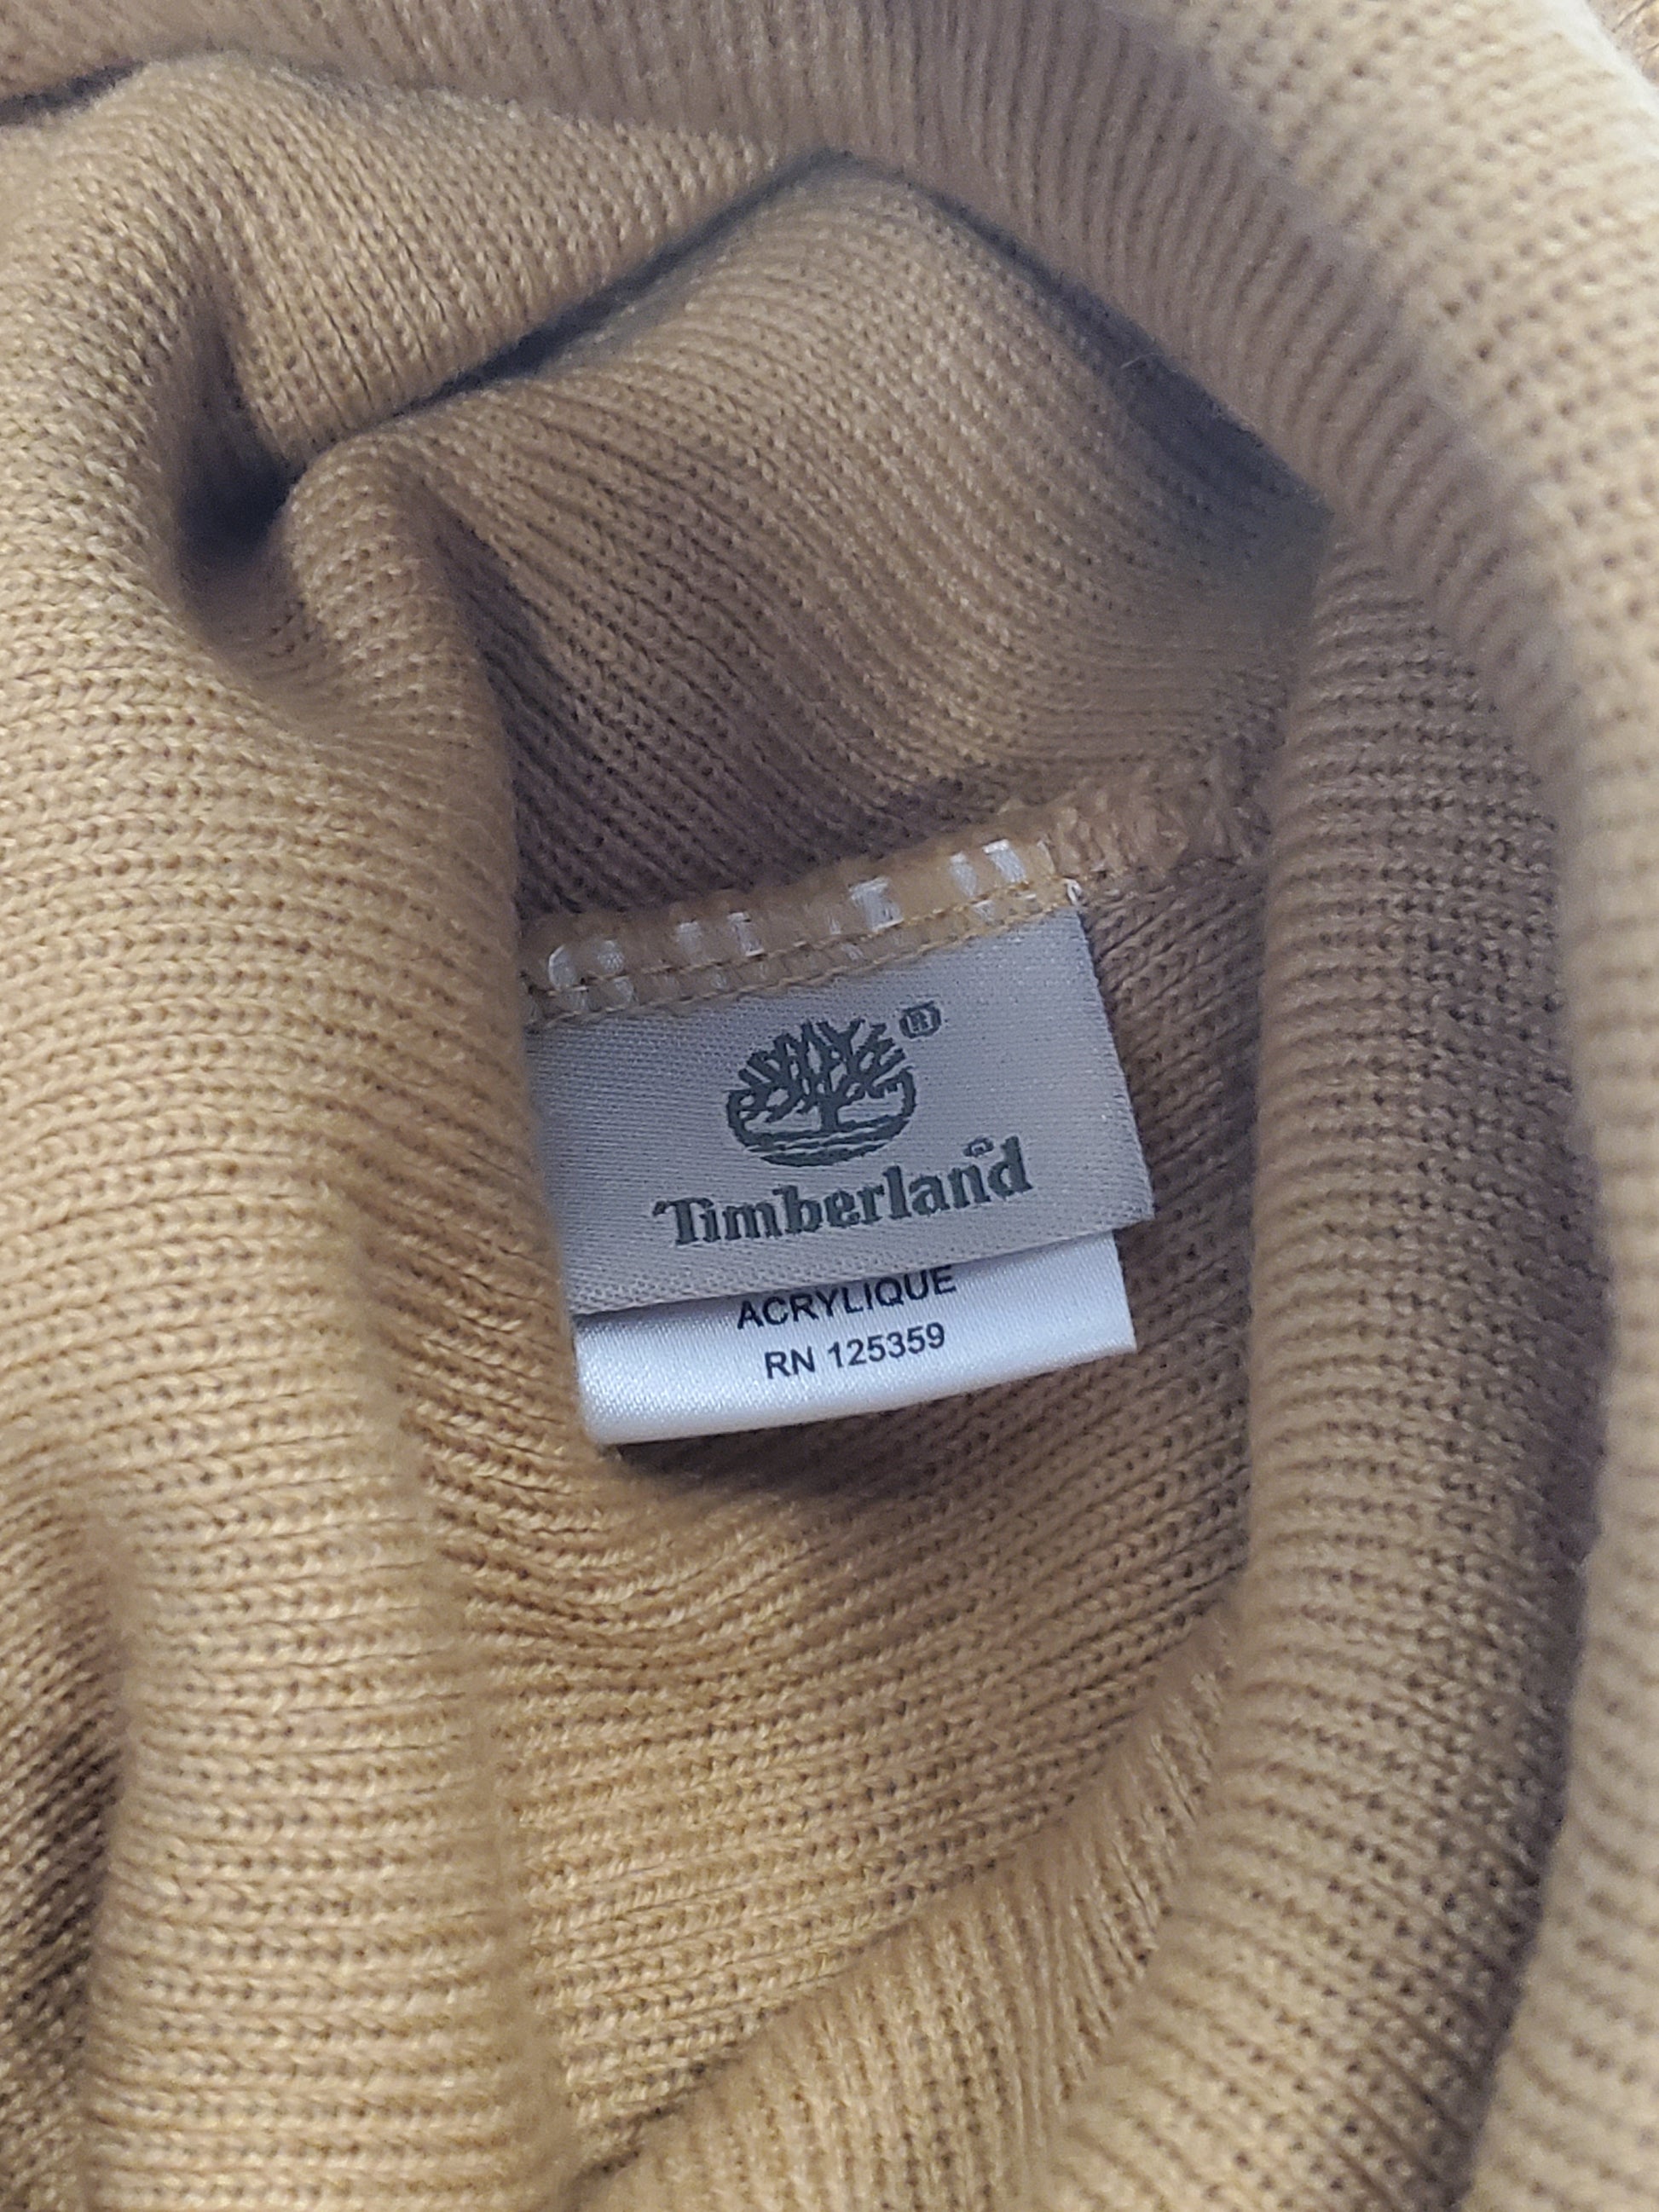 ®
Timberland
ACRYLIQUE
RN 125359